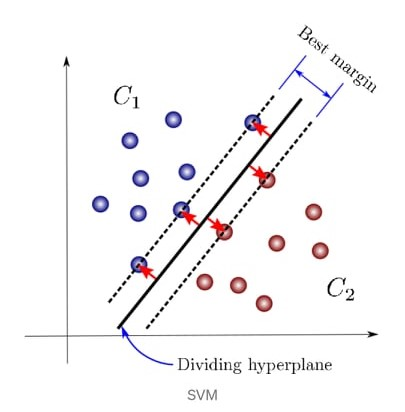 Best margin
C₁
C₂
Dividing hyperplane
SVM